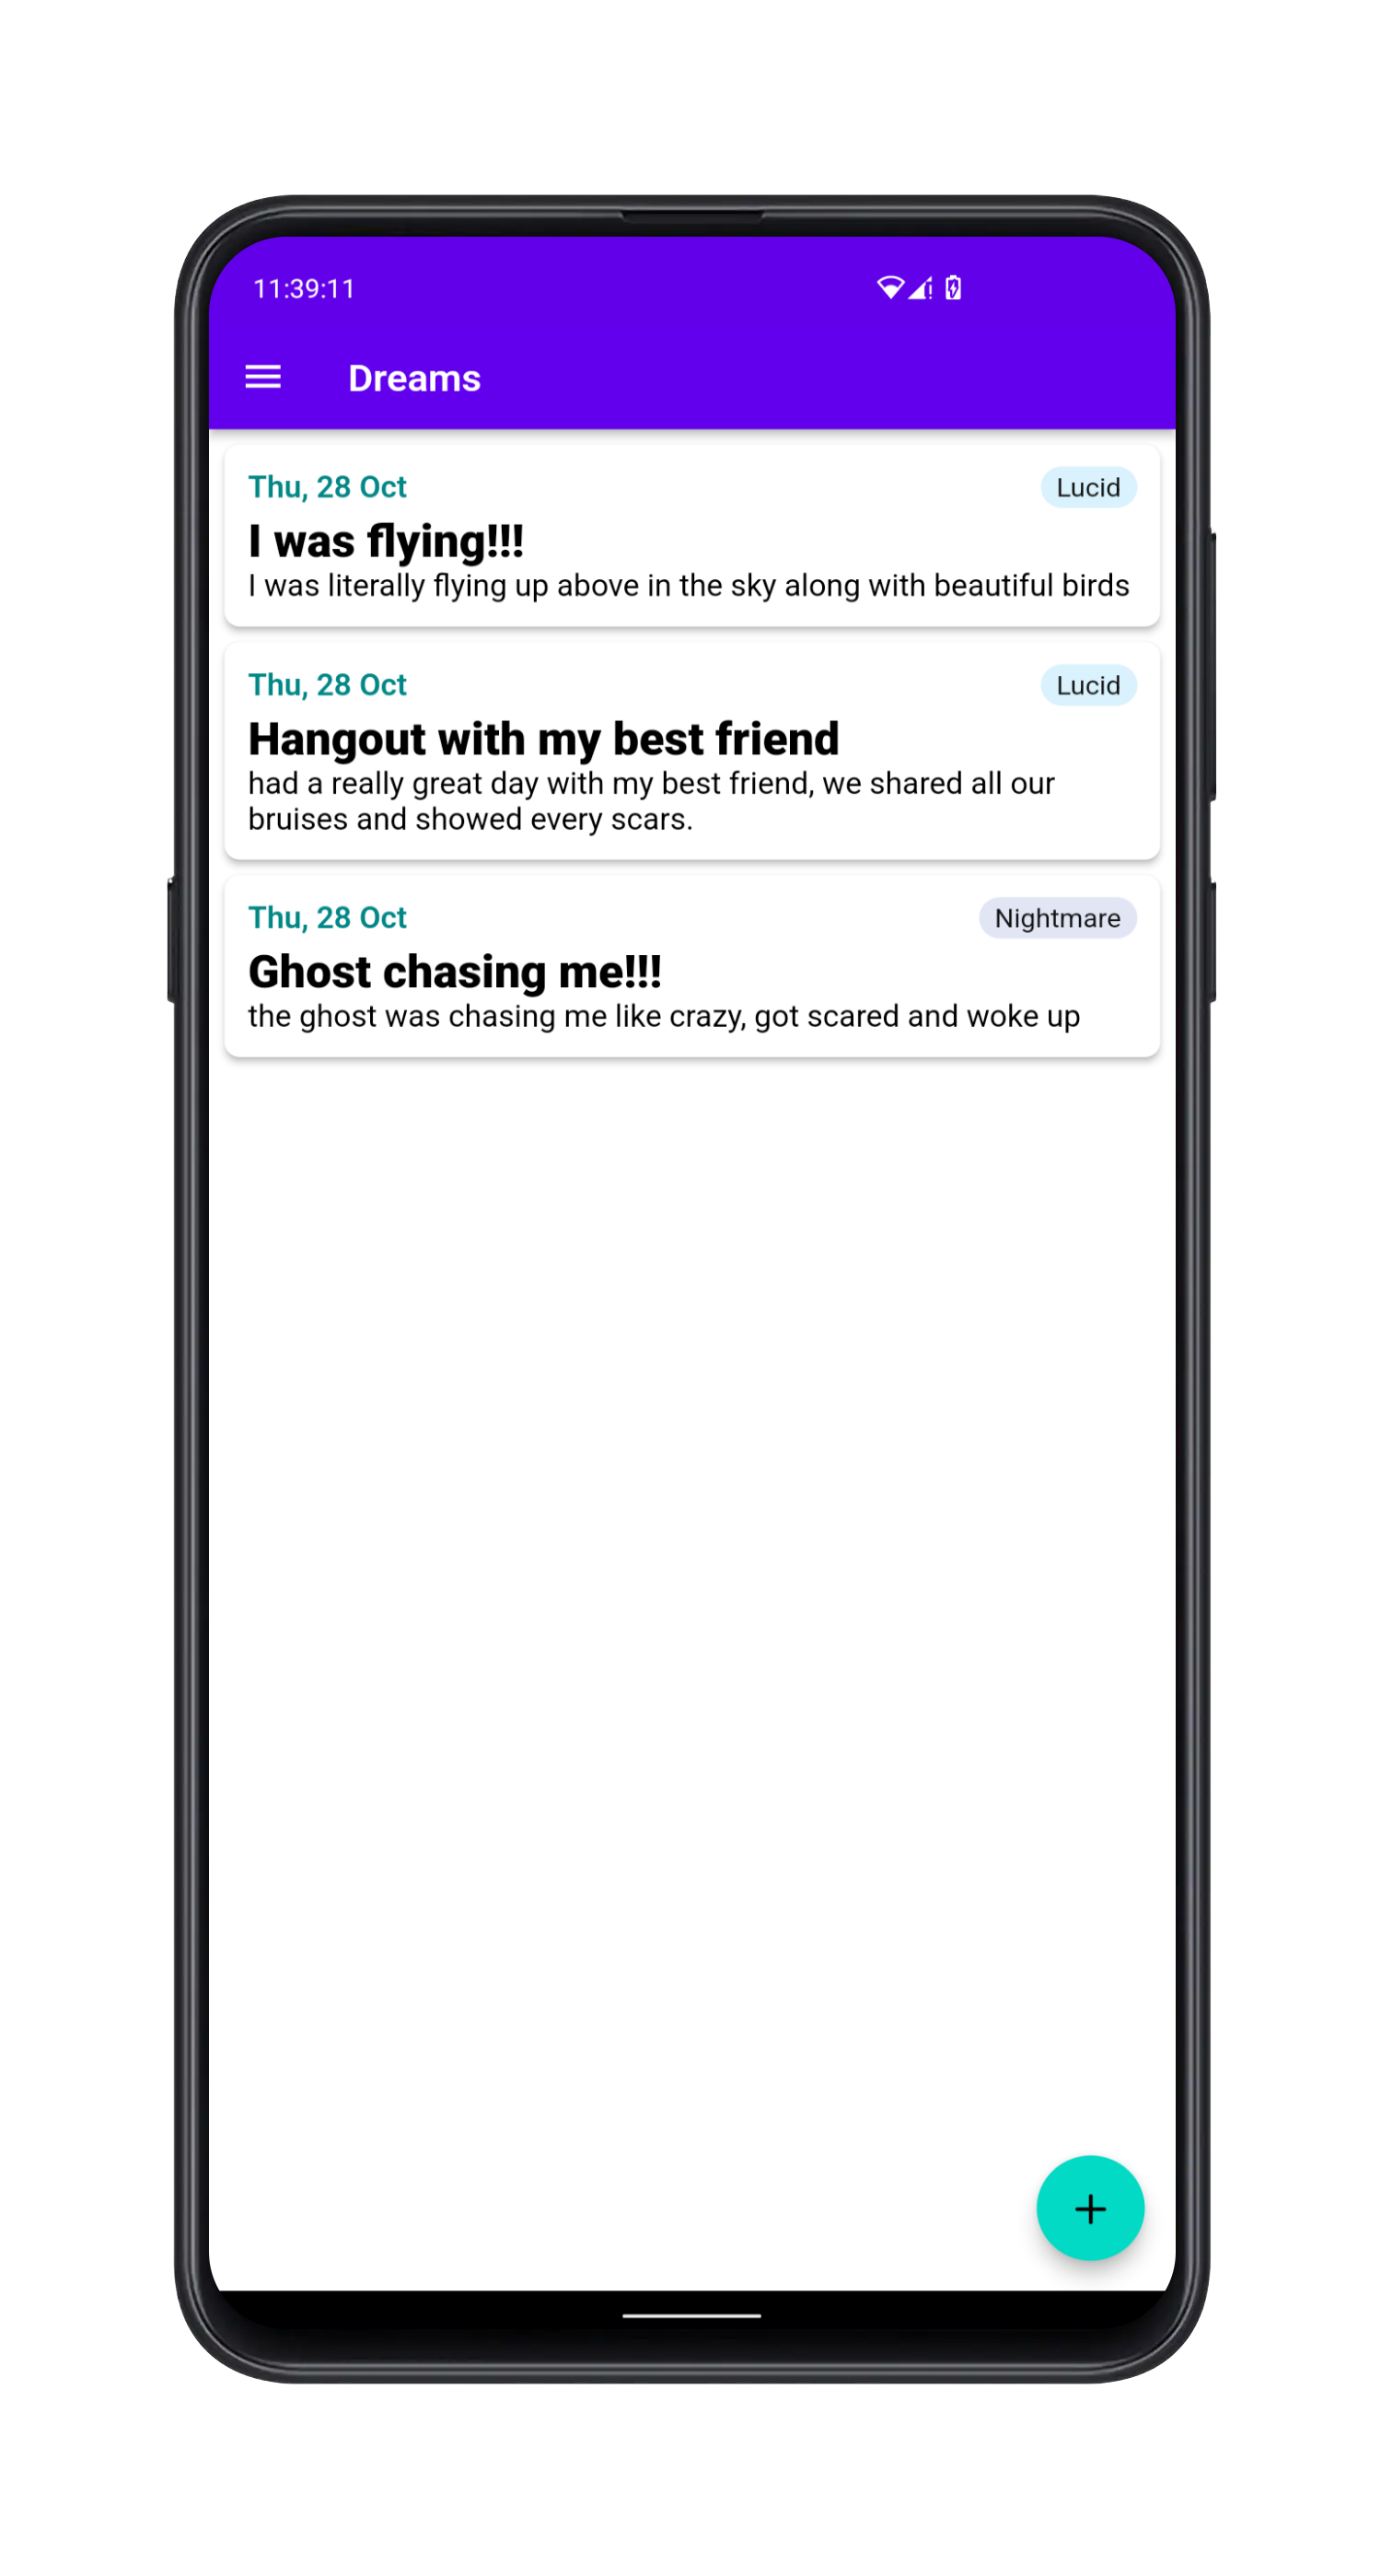 11:39:11
Dreams
Thu, 28 Oct
Lucid
I was flying!!!
I was literally flying up above in the sky along with beautiful birds
Thu, 28 Oct
Lucid
Hangout with my best friend
had a really great day with my best friend, we shared all our
bruises and showed every scars.
Thu, 28 Oct
Nightmare
Ghost chasing me!!!
the ghost was chasing me like crazy, got scared and woke up